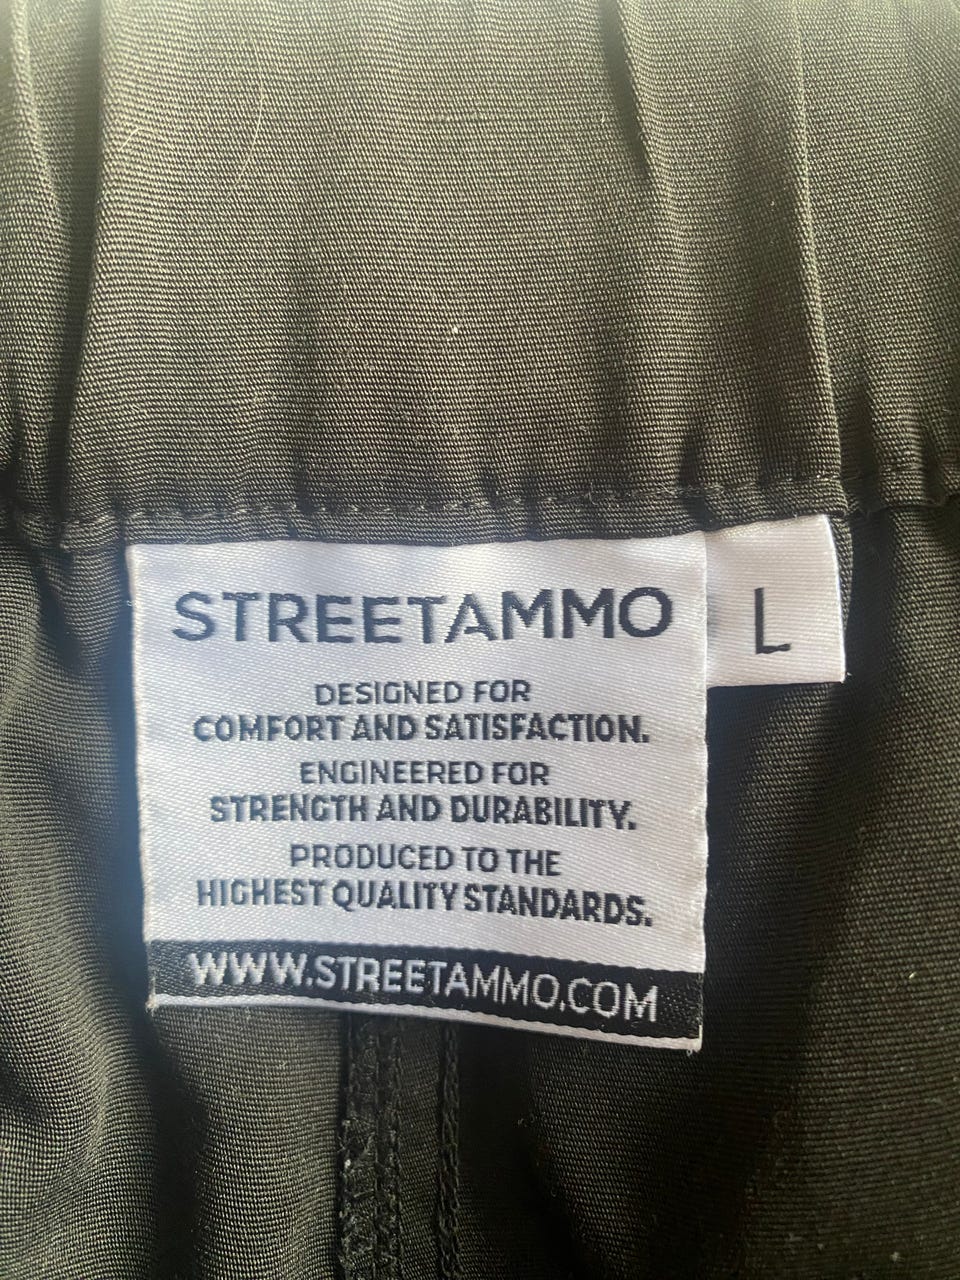 STREETAMMO
L
DESIGNED FOR
COMFORT AND SATISFACTION.
ENGINEERED FOR
STRENGTH AND DURABILITY.
PRODUCED TO THE
HIGHEST QUALITY STANDARDS.
WWW.STREETAMMO.COM